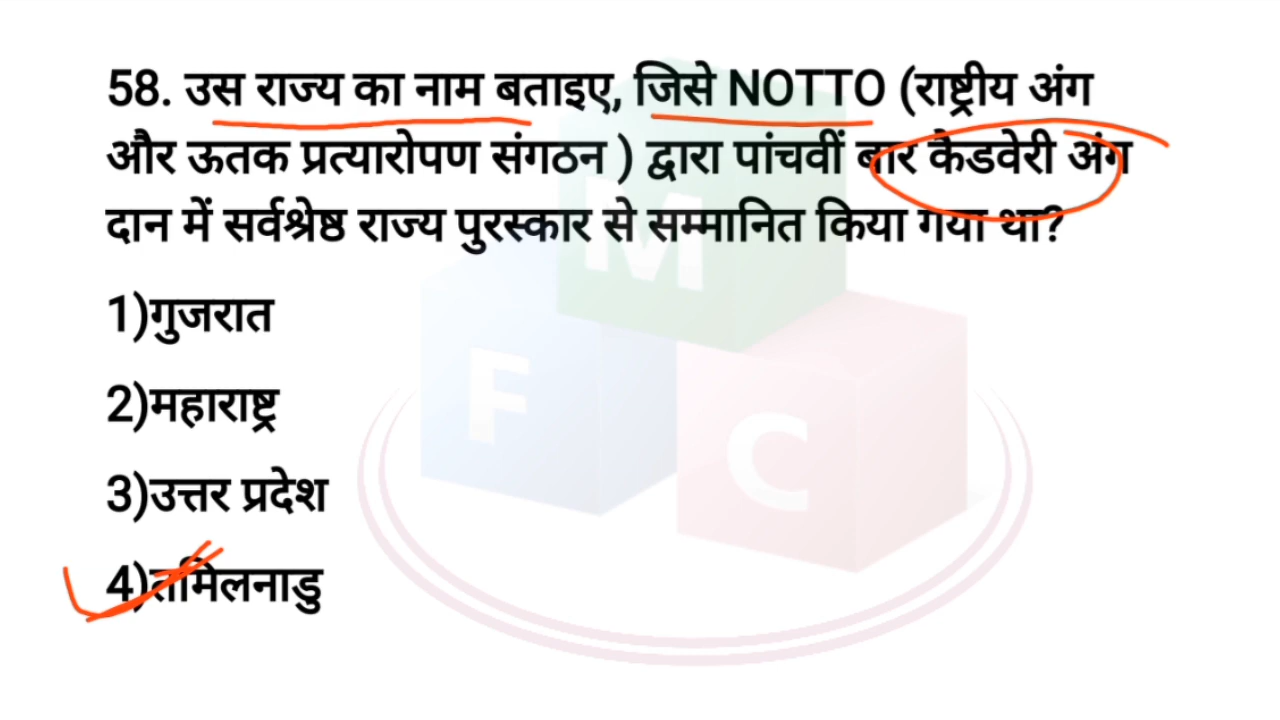 58. उस राज्य का नाम बताइए, जिसे NOTTO (राष्ट्रीय अंग
और ऊतक प्रत्यारोपण संगठन ) द्वारा पांचवीं बार कैडवेरी अंग
दान में सर्वश्रेष्ठ राज्य पुरस्कार से सम्मानित किया गया था?
1)गुजरात
2)महाराष्ट्र
3)उत्तर प्रदेश
4)तमिलनाडु
M
F
C